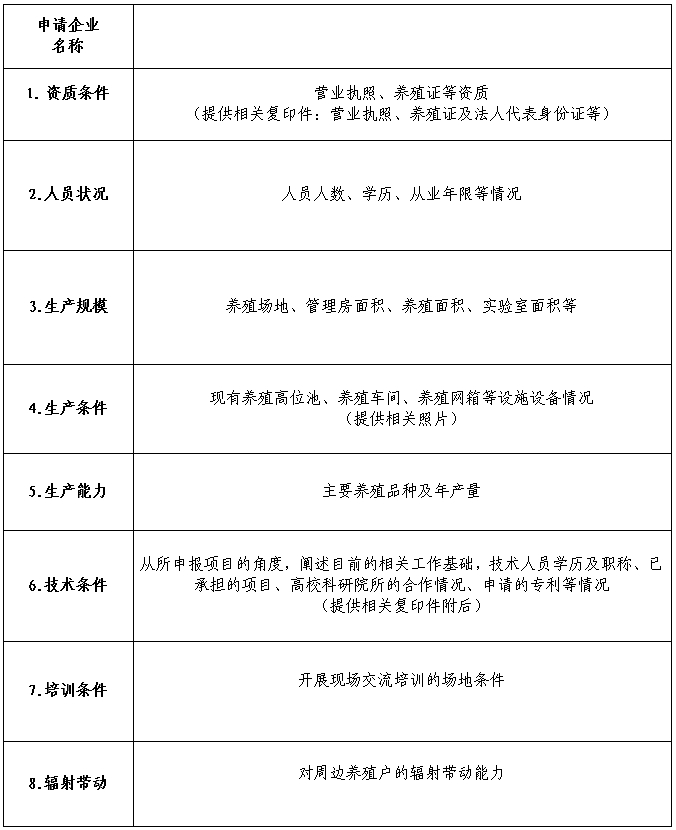 申请企业
名称
1. 资质条件
营业执照、养殖证等资质
（提供相关复印件：营业执照、养殖证及法人代表身份证等）
2.人员状况
人员人数、学历、从业年限等情况
3.生产规模
养殖场地、管理房面积、养殖面积、实验室面积等
4.生产条件
现有养殖高位池、养殖车间、养殖网箱等设施设备情况
（提供相关照片）
5.生产能力
主要养殖品种及年产量
6.技术条件
从所申报项目的角度，阐述目前的相关工作基础，技术人员学历及职称、已
承担的项目、高校科研院所的合作情况、申请的专利等情况
（提供相关复印件附后）
7.培训条件
开展现场交流培训的场地条件
8.辐射带动
对周边养殖户的辐射带动能力